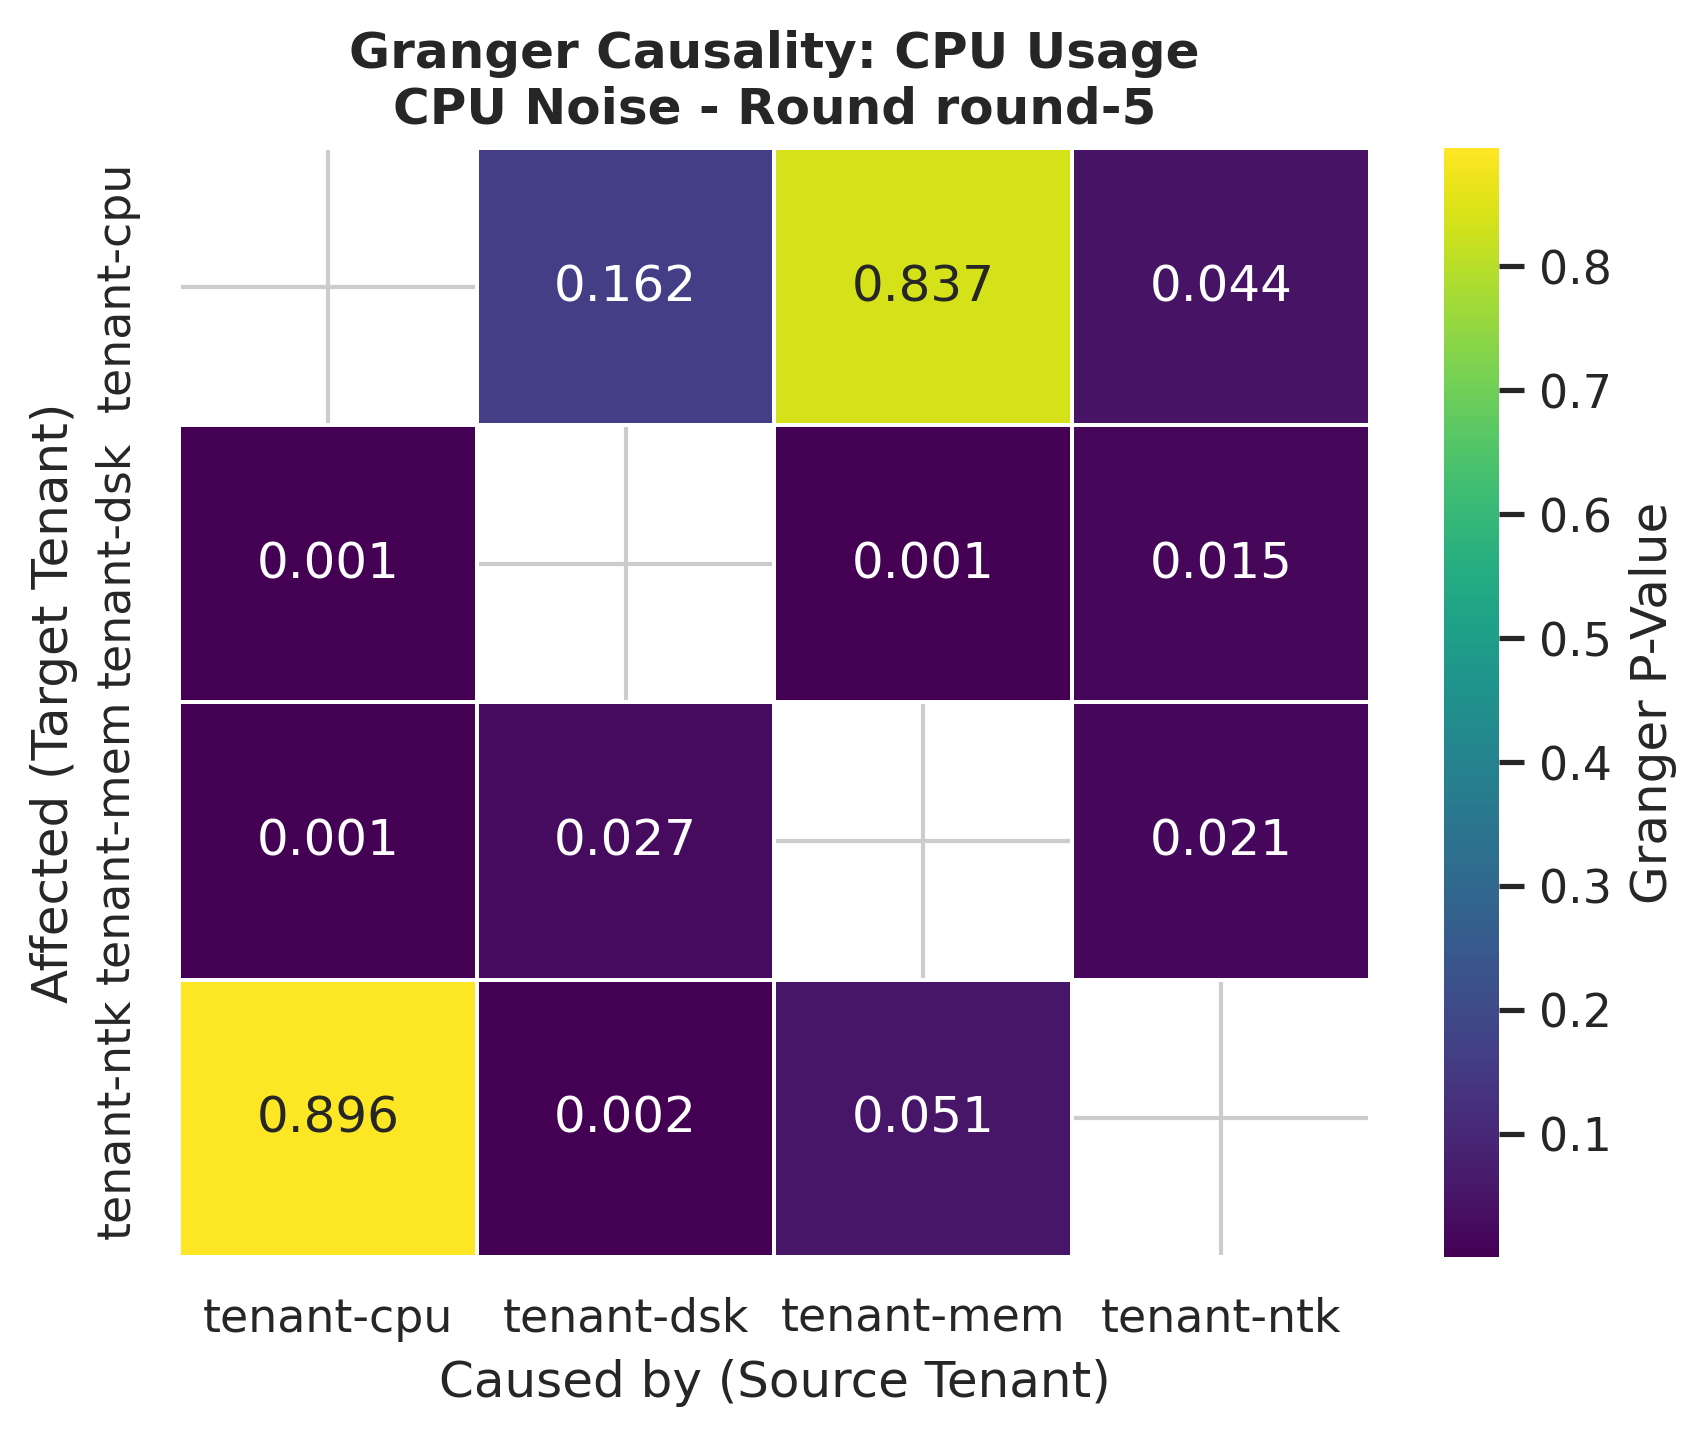 Granger Causality: CPU Usage
CPU Noise - Round round-5
Affected (Target Tenant)
tenant-cpu
0.162
0.837
0.044
tenant-dsk
0.001
0.001
0.015
tenant-mem
0.001
0.027
0.021
tenant-ntk
0.896
0.002
0.051
tenant-cpu
tenant-dsk
tenant-mem
tenant-ntk
Caused by (Source Tenant)
0.8
0.7
0.6
0.5
0.4
0.3
0.2
0.1
Granger P-Value